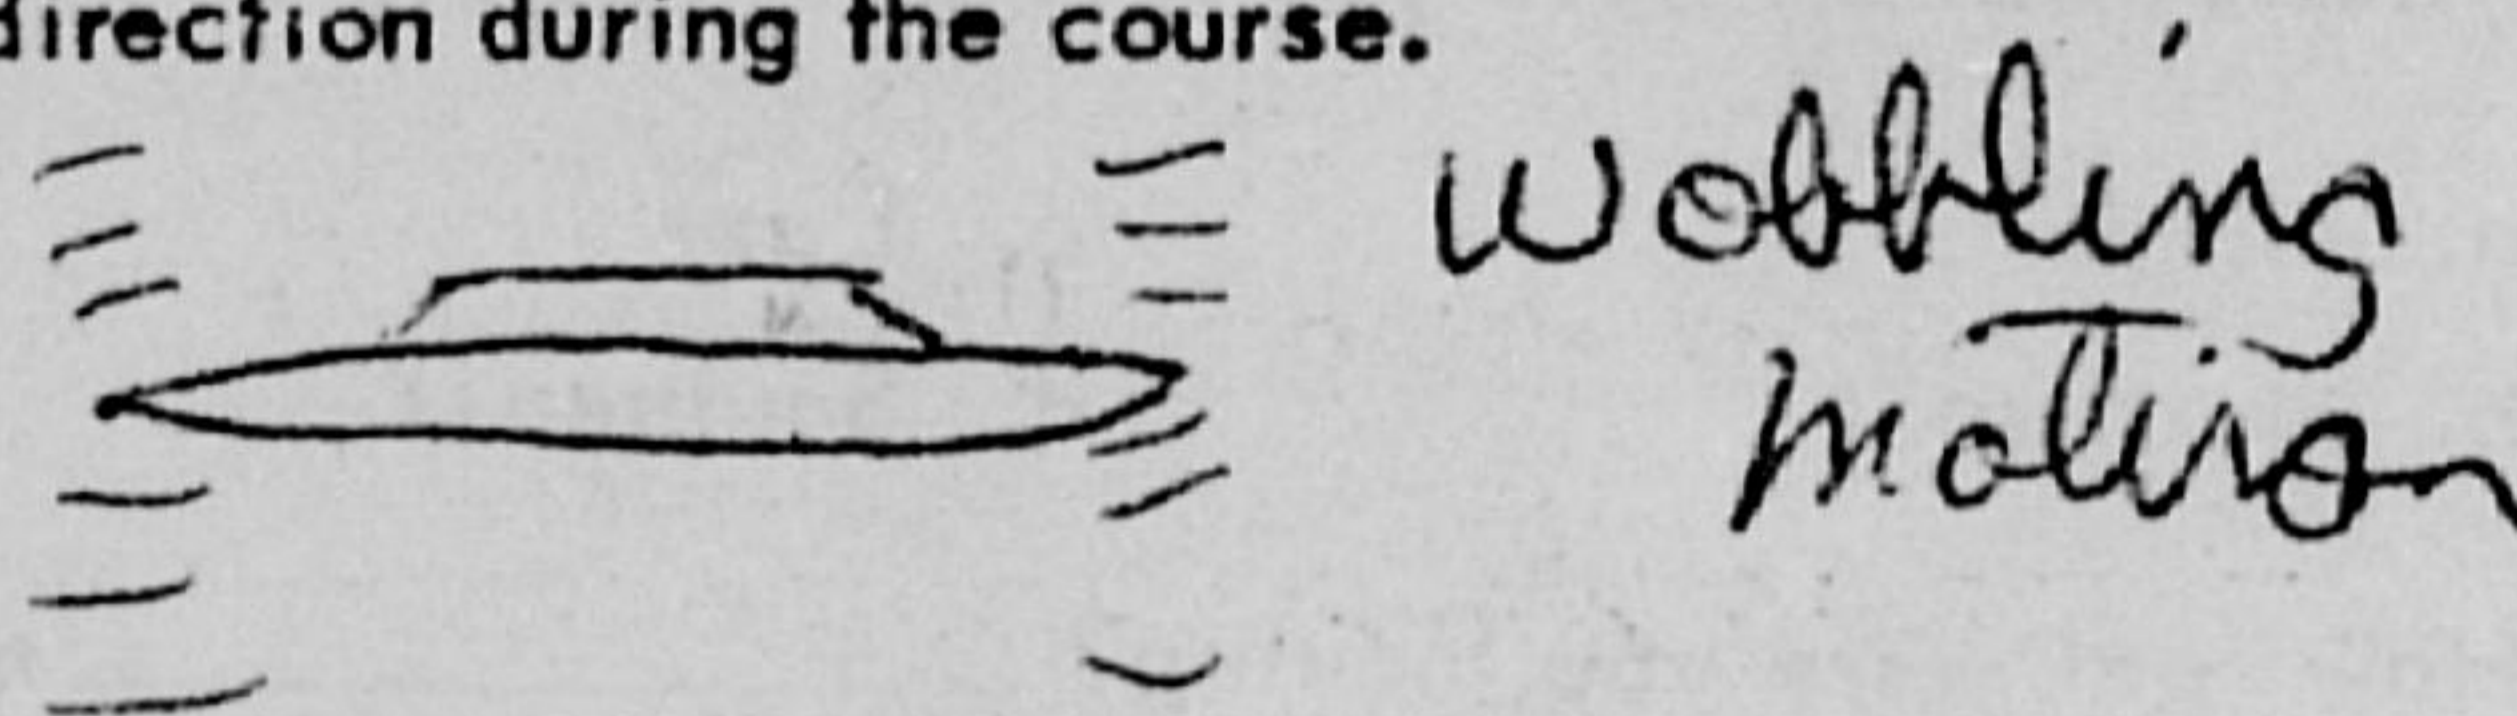 direction during the course.
Wobbling
Motion